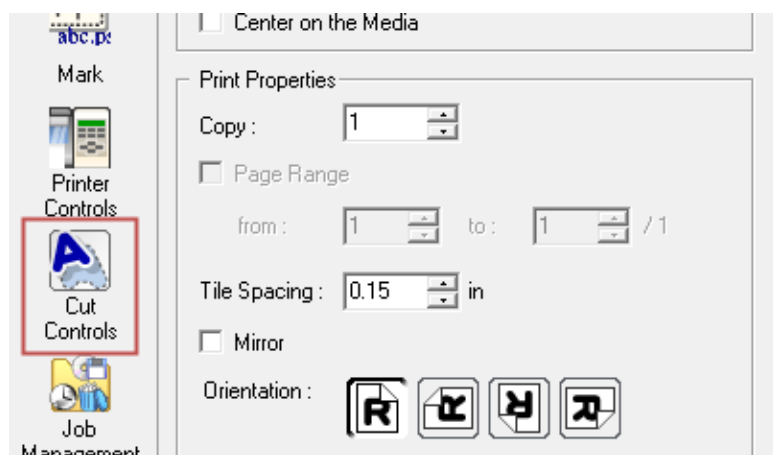 abc.ps
Mark
Printer
Controls
Cut
Controls
Job
Management
Center on the Media
Print Properties
Copy : 1
Page Range
from : 1 to : 1 / 1
Tile Spacing : 0.15 in
Mirror
Orientation : R R R R